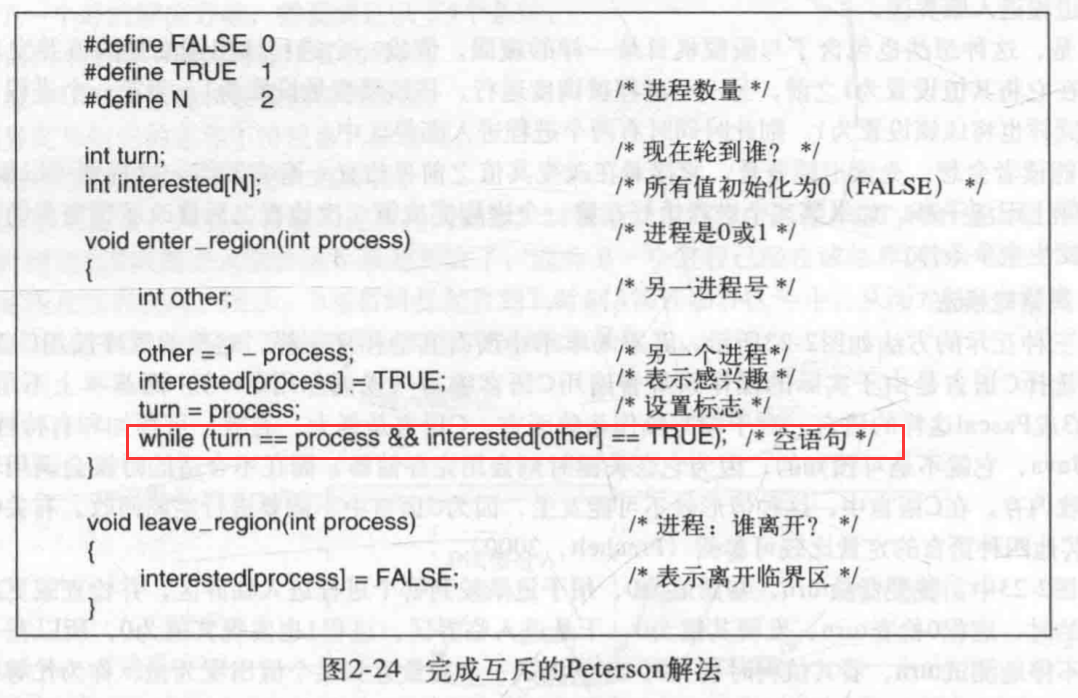 #define FALSE 0
#define TRUE 1
#define N 2 /* 进程数量 */
int turn; /* 现在轮到谁？ */
int interested[N]; /* 所有值初始化为0（FALSE） */
void enter_region(int process) /* 进程是0或1 */
{
int other; /* 另一进程号 */
other = 1 – process; /* 另一个进程*/
interested[process] = TRUE; /* 表示感兴趣 */
turn = process; /* 设置标志 */
while (turn == process && interested[other] == TRUE); /* 空语句 */
}
void leave_region(int process) /* 进程：谁离开？ */
{
interested[process] = FALSE; /* 表示离开临界区 */
}
图2-24 完成互斥的Peterson解法